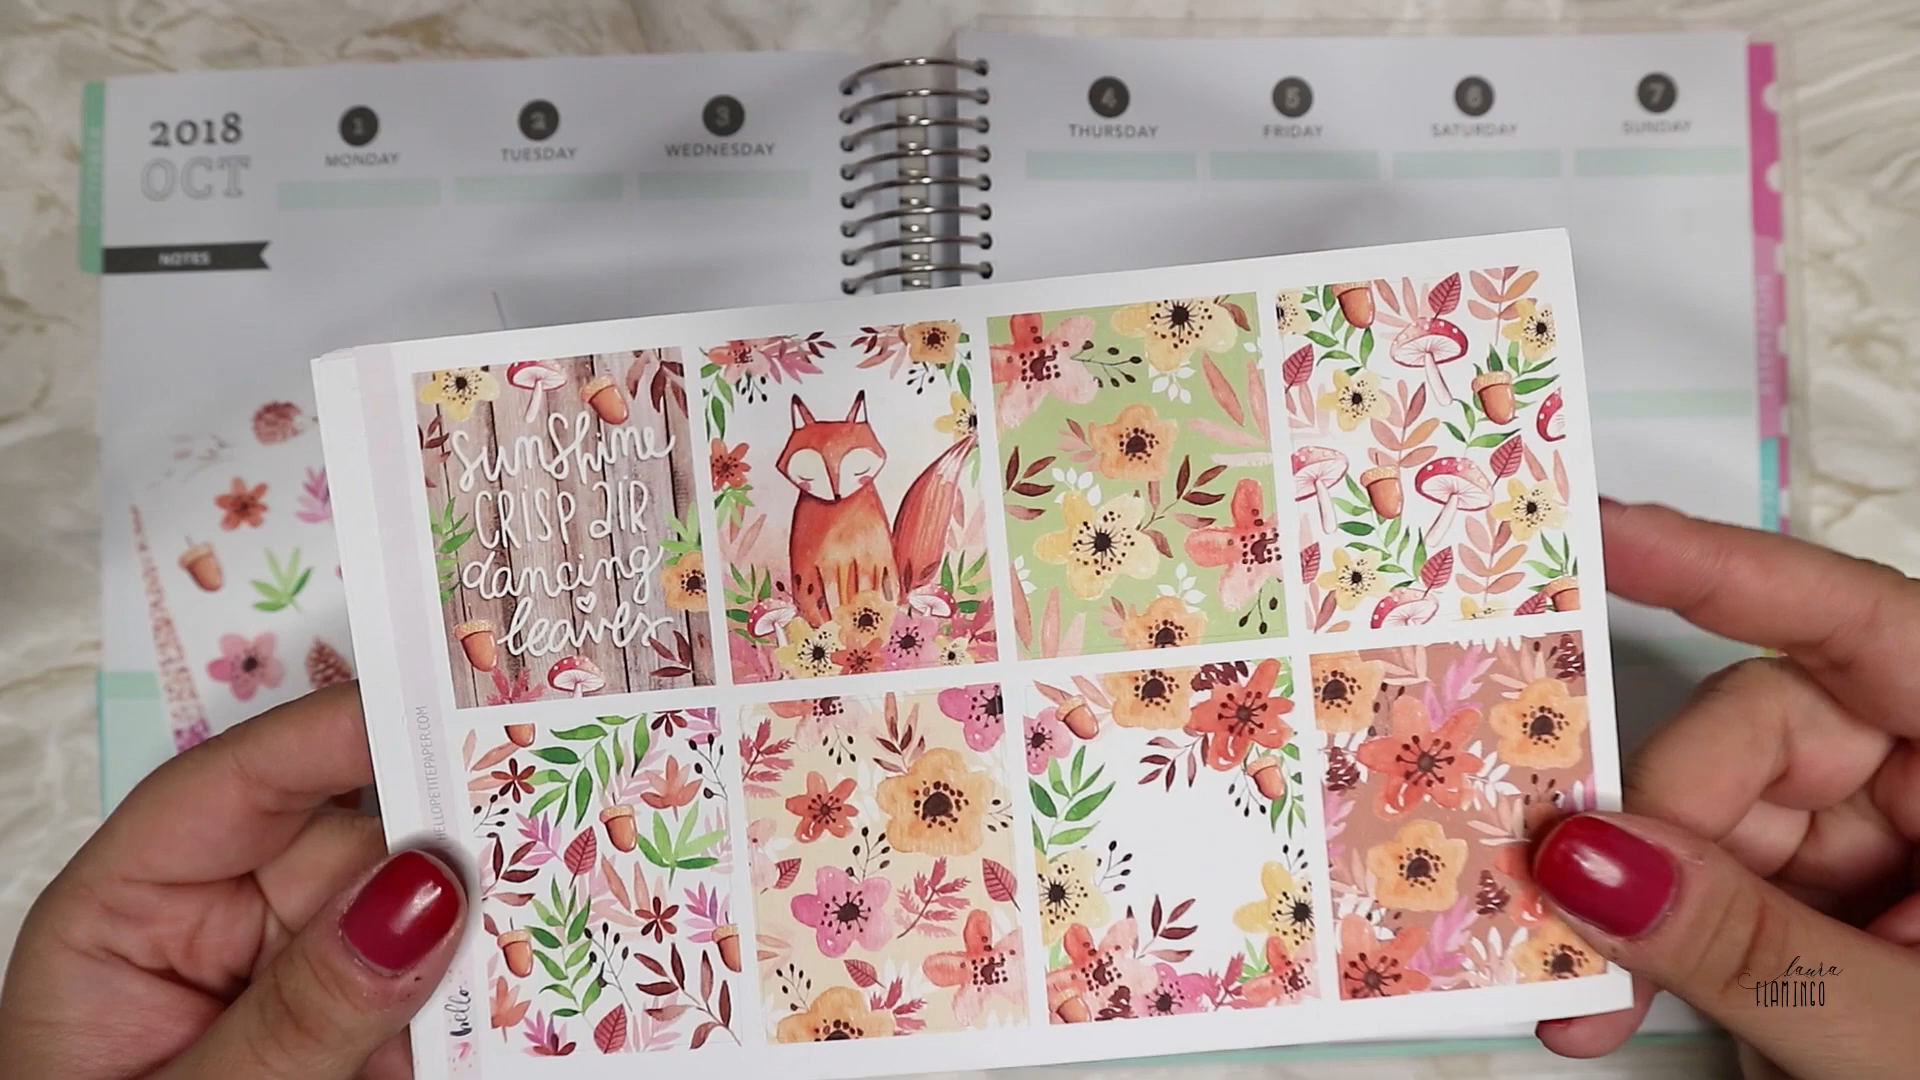 2018
OCT
NOTES
1
MONDAY
2
TUESDAY
3
WEDNESDAY
4
THURSDAY
5
FRIDAY
6
SATURDAY
7
SUNDAY
OCTOBER
sunshine
CRISP AIR
dancing
leaves
HELLOPETITEPAPER.COM
hello
laura
FLAMINGO